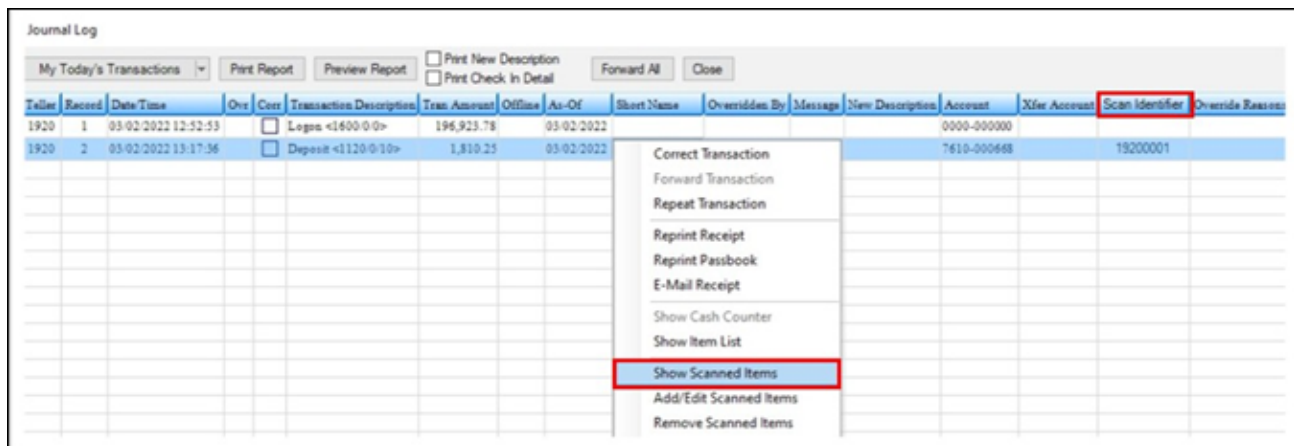 Journal Log
My Today's Transactions Print Report Preview Report Print New Description Forward All Close
Print Check In Detail
Teller Record Date/Time Ovr Corr Transaction Description Tran Amount Offline As-Of Short Name Overridden By Message New Description Account Xfer Account Scan Identifier Override Reasons
1920 1 03/02/2022 12:52:53 Logon <1600/0/0> 196,923.78 03/02/2022 0000-000000
1920 2 03/02/2022 13:17:36 Deposit <1120/0/10> 1,810.25 03/02/2022 7610-000668 19200001
Correct Transaction
Forward Transaction
Repeat Transaction
Reprint Receipt
Reprint Passbook
E-Mail Receipt
Show Cash Counter
Show Item List
Show Scanned Items
Add/Edit Scanned Items
Remove Scanned Items